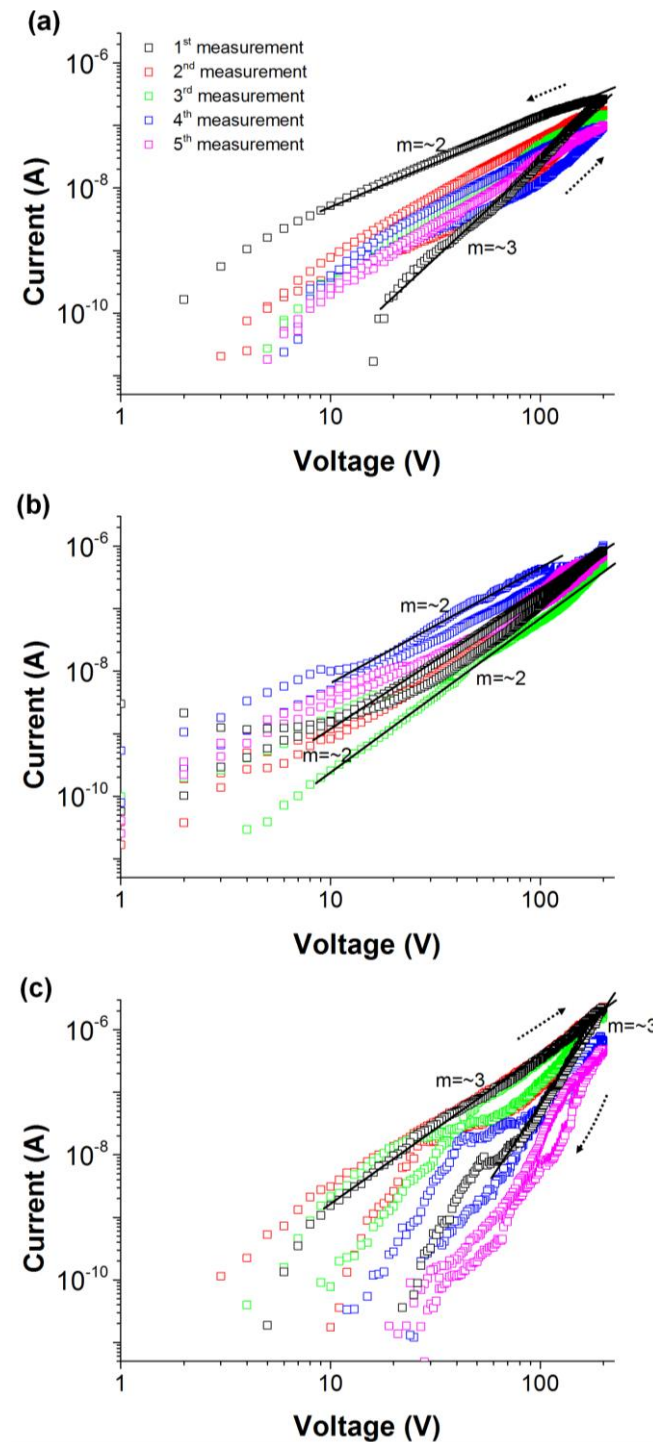 (a)
1st measurement
2nd measurement
3rd measurement
4th measurement
5th measurement
m=~2
m=~3
10-6
10-8
10-10
Current (A)
1
10
100
Voltage (V)
(b)
m=~2
m=~2
m=~2
10-6
10-8
10-10
Current (A)
1
10
100
Voltage (V)
(c)
m=~3
m=~3
10-6
10-8
10-10
Current (A)
1
10
100
Voltage (V)